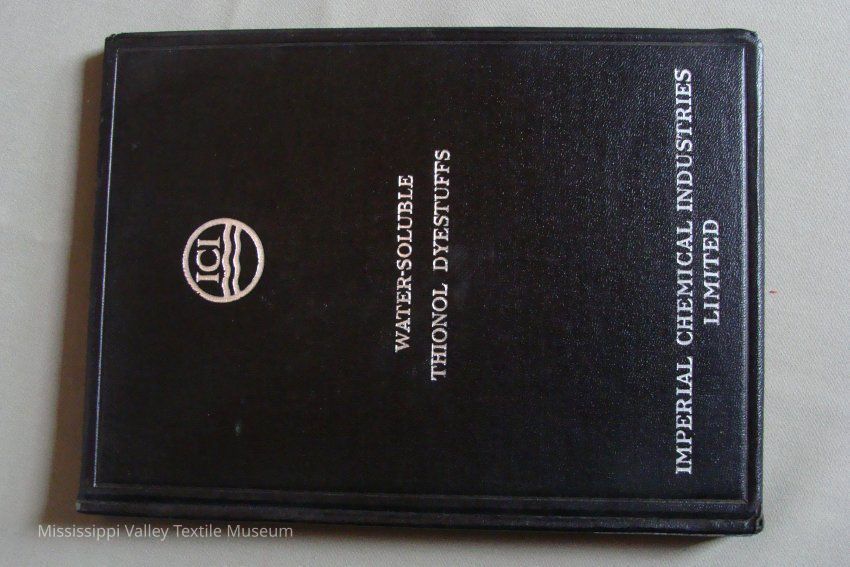 ICI
WATER-SOLUBLE
THIONOL DYESTUFFS
IMPERIAL CHEMICAL INDUSTRIES
LIMITED
Mississippi Valley Textile Museum